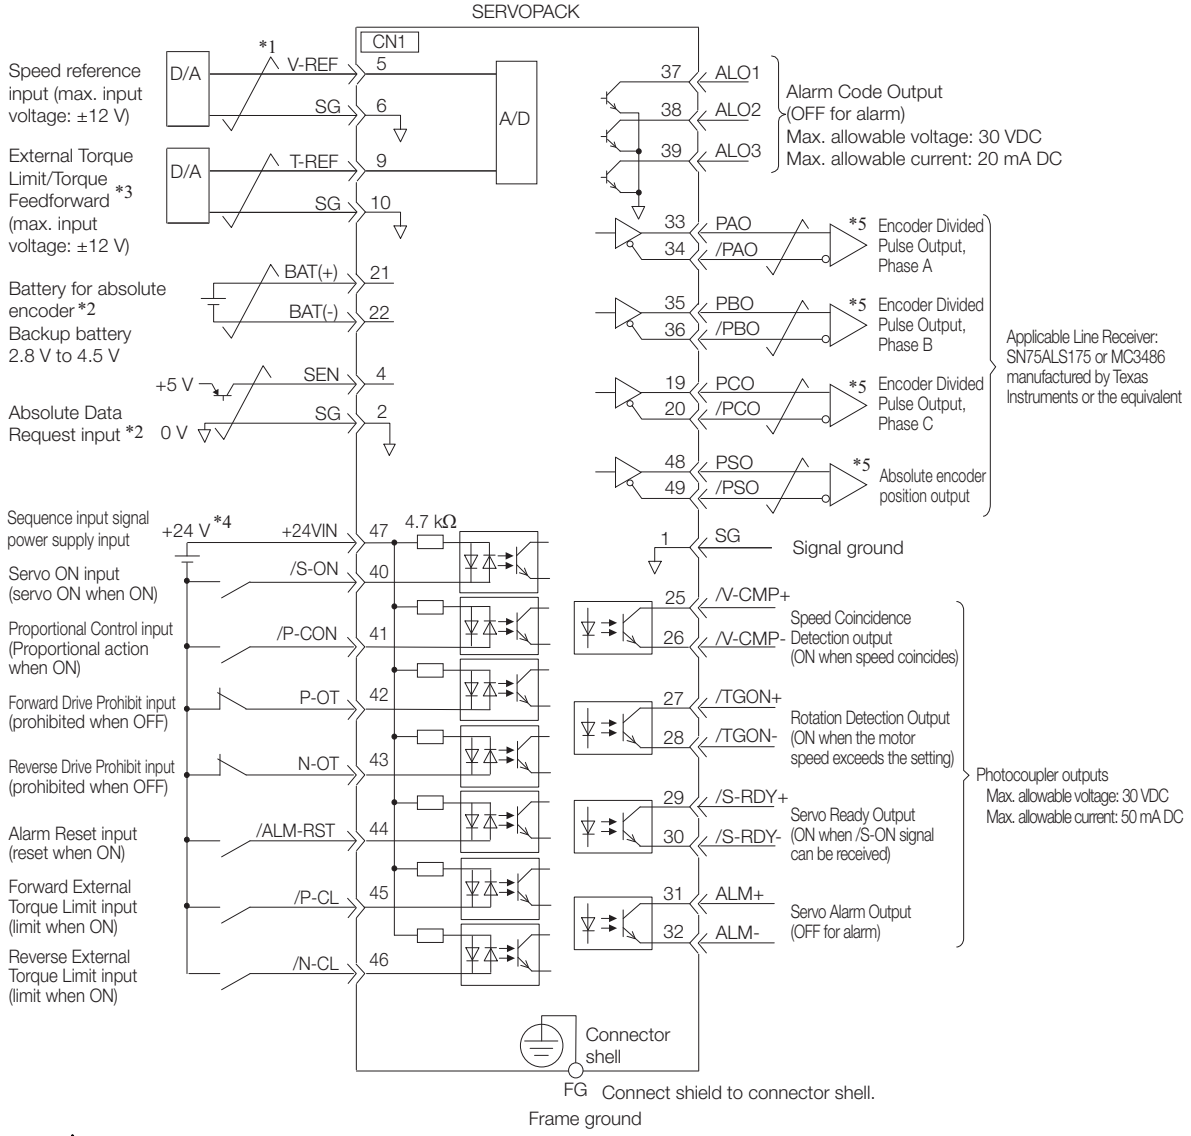 SERVOPACK
CN1
Speed reference
input (max. input
voltage: ±12 V)
D/A
*1
V-REF
5
SG
6
A/D
External Torque
Limit/Torque
Feedforward *3
(max. input
voltage: ±12 V)
D/A
T-REF
9
SG
10
Battery for absolute
encoder *2
Backup battery
2.8 V to 4.5 V
BAT(+)
21
BAT(-)
22
Absolute Data
Request input *2
+5 V
SEN
4
0 V
SG
2
Sequence input signal
power supply input
+24 V *4
+24VIN
47
4.7 kΩ
Servo ON input
(servo ON when ON)
/S-ON
40
Proportional Control input
(Proportional action
when ON)
/P-CON
41
Forward Drive Prohibit input
(prohibited when OFF)
P-OT
42
Reverse Drive Prohibit input
(prohibited when OFF)
N-OT
43
Alarm Reset input
(reset when ON)
/ALM-RST
44
Forward External
Torque Limit input
(limit when ON)
/P-CL
45
Reverse External
Torque Limit input
(limit when ON)
/N-CL
46
37
ALO1
38
ALO2
39
ALO3
Alarm Code Output
(OFF for alarm)
Max. allowable voltage: 30 VDC
Max. allowable current: 20 mA DC
33
PAO
34
/PAO
*5
Encoder Divided
Pulse Output,
Phase A
35
PBO
36
/PBO
*5
Encoder Divided
Pulse Output,
Phase B
19
PCO
20
/PCO
*5
Encoder Divided
Pulse Output,
Phase C
48
PSO
49
/PSO
*5
Absolute encoder
position output
Applicable Line Receiver:
SN75ALS175 or MC3486
manufactured by Texas
Instruments or the equivalent
1
SG
Signal ground
25
/V-CMP+
26
/V-CMP-
Speed Coincidence
Detection output
(ON when speed coincides)
27
/TGON+
28
/TGON-
Rotation Detection Output
(ON when the motor
speed exceeds the setting)
29
/S-RDY+
30
/S-RDY-
Servo Ready Output
(ON when /S-ON signal
can be received)
31
ALM+
32
ALM-
Servo Alarm Output
(OFF for alarm)
Photocoupler outputs
Max. allowable voltage: 30 VDC
Max. allowable current: 50 mA DC
Connector
shell
FG
Connect shield to connector shell.
Frame ground